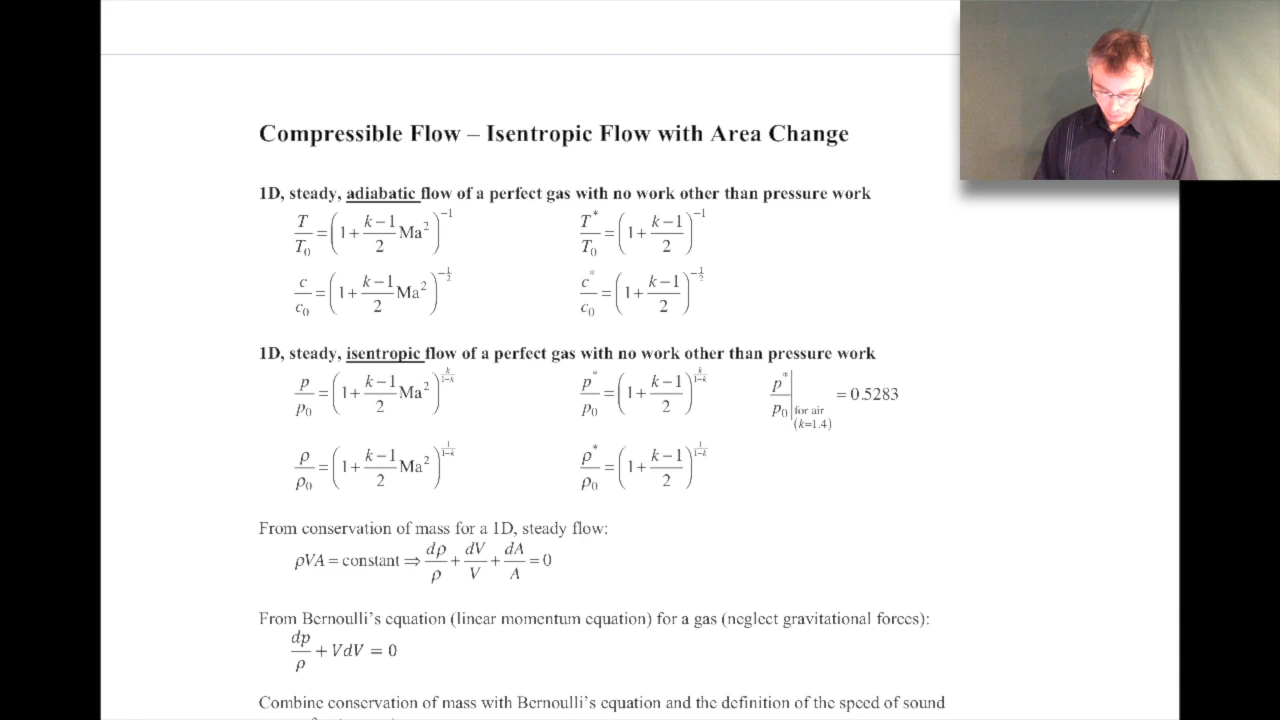 Compressible Flow – Isentropic Flow with Area Change
1D, steady, adiabatic flow of a perfect gas with no work other than pressure work
T/T₀ = (1 + (k−1)/2 Ma²)^(−1)    T*/T₀ = (1 + (k−1)/2)^(−1)
c/c₀ = (1 + (k−1)/2 Ma²)^(−1/2)    c*/c₀ = (1 + (k−1)/2)^(−1/2)
1D, steady, isentropic flow of a perfect gas with no work other than pressure work
p/p₀ = (1 + (k−1)/2 Ma²)^(k/(1−k))    p*/p₀ = (1 + (k−1)/2)^(k/(1−k))    p*/p₀ | for air (k=1.4) = 0.5283
ρ/ρ₀ = (1 + (k−1)/2 Ma²)^(1/(1−k))    ρ*/ρ₀ = (1 + (k−1)/2)^(1/(1−k))
From conservation of mass for a 1D, steady flow:
ρVA = constant ⇒ dρ/ρ + dV/V + dA/A = 0
From Bernoulli's equation (linear momentum equation) for a gas (neglect gravitational forces):
dp/ρ + VdV = 0
Combine conservation of mass with Bernoulli's equation and the definition of the speed of sound